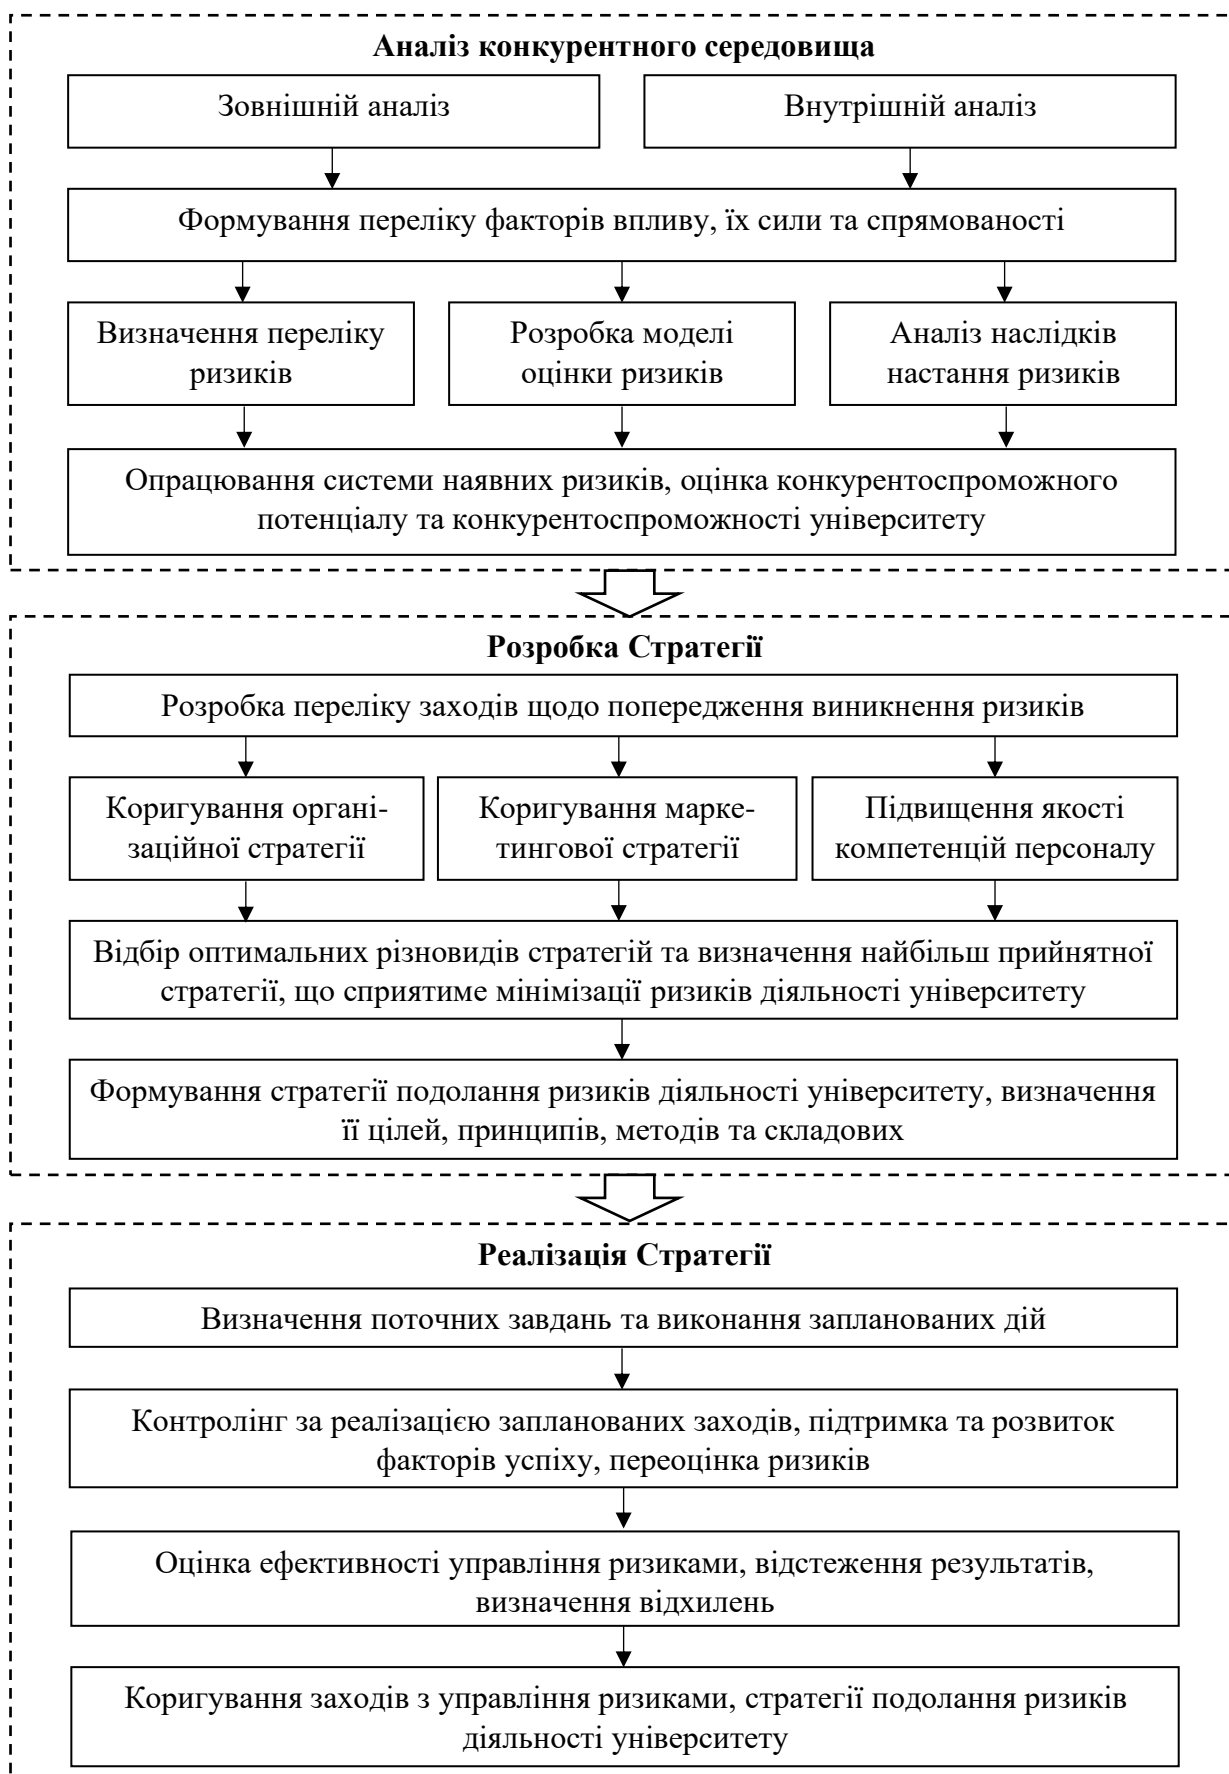 Аналіз конкурентного середовища
Зовнішній аналіз
Внутрішній аналіз
Формування переліку факторів впливу, їх сили та спрямованості
Визначення переліку
ризиків
Розробка моделі
оцінки ризиків
Аналіз наслідків
настання ризиків
Опрацювання системи наявних ризиків, оцінка конкурентоспроможного
потенціалу та конкурентоспроможності університету
Розробка Стратегії
Розробка переліку заходів щодо попередження виникнення ризиків
Коригування органі-
заційної стратегії
Коригування марке-
тингової стратегії
Підвищення якості
компетенцій персоналу
Відбір оптимальних різновидів стратегій та визначення найбільш прийнятної
стратегії, що сприятиме мінімізації ризиків діяльності університету
Формування стратегії подолання ризиків діяльності університету, визначення
її цілей, принципів, методів та складових
Реалізація Стратегії
Визначення поточних завдань та виконання запланованих дій
Контролінг за реалізацією запланованих заходів, підтримка та розвиток
факторів успіху, переоцінка ризиків
Оцінка ефективності управління ризиками, відстеження результатів,
визначення відхилень
Коригування заходів з управління ризиками, стратегії подолання ризиків
діяльності університету